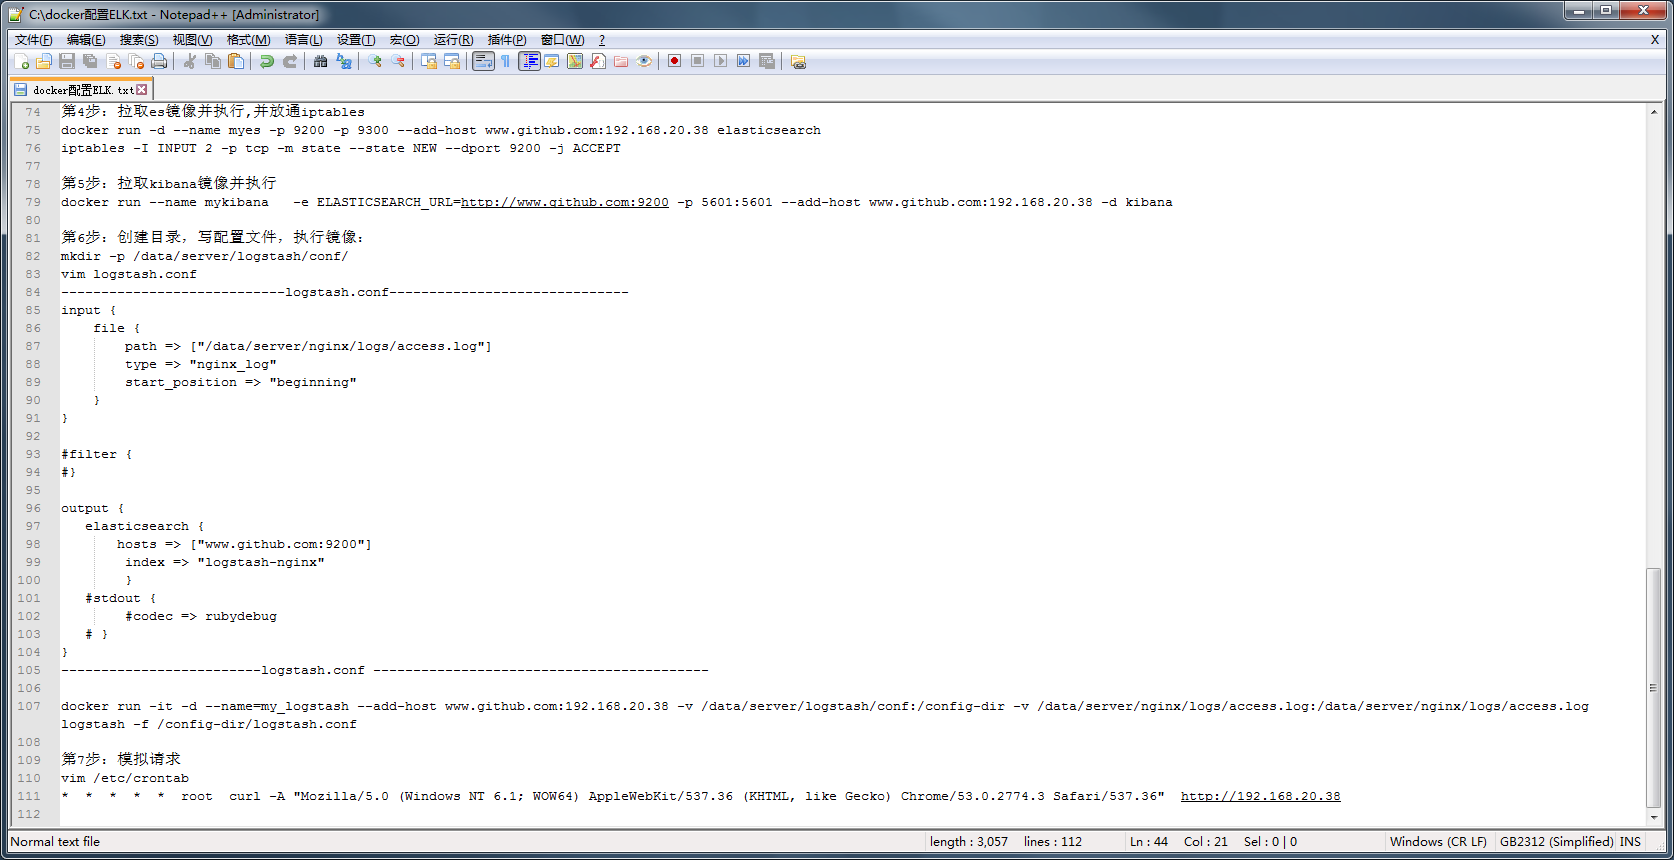 C:\docker配置ELK.txt - Notepad++ [Administrator]
文件(F) 编辑(E) 搜索(S) 视图(V) 格式(M) 语言(L) 设置(T) 宏(O) 运行(R) 插件(P) 窗口(W) ? X
docker配置ELK.txt
74 第4步：拉取es镜像并执行,并放通iptables
75 docker run -d --name myes -p 9200 -p 9300 --add-host www.github.com:192.168.20.38 elasticsearch
76 iptables -I INPUT 2 -p tcp -m state --state NEW --dport 9200 -j ACCEPT
77
78 第5步：拉取kibana镜像并执行
79 docker run --name mykibana   -e ELASTICSEARCH_URL=http://www.github.com:9200 -p 5601:5601 --add-host www.github.com:192.168.20.38 -d kibana
80
81 第6步：创建目录，写配置文件，执行镜像：
82 mkdir -p /data/server/logstash/conf/
83 vim logstash.conf
84 ----------------------------logstash.conf------------------------------
85 input {
86     file {
87         path => ["/data/server/nginx/logs/access.log"]
88         type => "nginx_log"
89         start_position => "beginning"
90     }
91 }
92
93 #filter {
94 #}
95
96 output {
97    elasticsearch {
98        hosts => ["www.github.com:9200"]
99         index => "logstash-nginx"
100         }
101    #stdout {
102         #codec => rubydebug
103    # }
104 }
105 -------------------------logstash.conf ------------------------------------------
106
107 docker run -it -d --name=my_logstash --add-host www.github.com:192.168.20.38 -v /data/server/logstash/conf:/config-dir -v /data/server/nginx/logs/access.log:/data/server/nginx/logs/access.log
logstash -f /config-dir/logstash.conf
108
109 第7步：模拟请求
110 vim /etc/crontab
111 *  *  *  *  *  root  curl -A "Mozilla/5.0 (Windows NT 6.1; WOW64) AppleWebKit/537.36 (KHTML, like Gecko) Chrome/53.0.2774.3 Safari/537.36"  http://192.168.20.38
112
Normal text file length : 3,057 lines : 112 Ln : 44 Col : 21 Sel : 0 | 0 Windows (CR LF) GB2312 (Simplified) INS